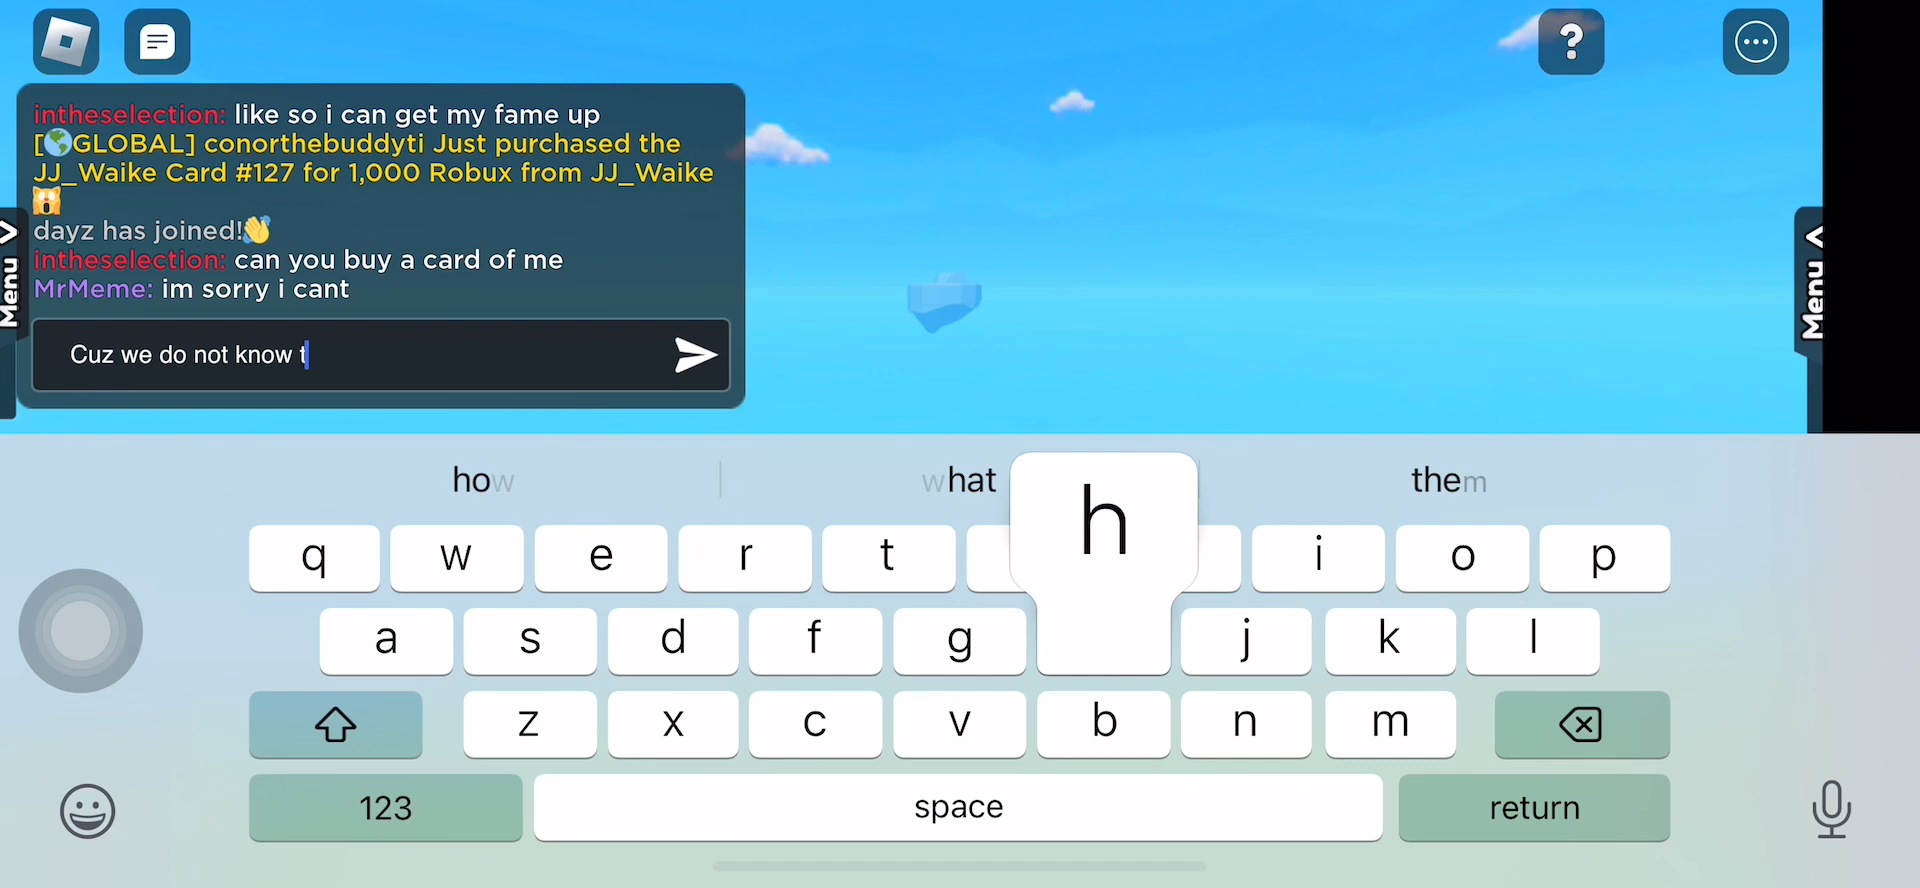 intheselection: like so i can get my fame up
[🌎GLOBAL] conorthebuddyti Just purchased the
JJ_Waike Card #127 for 1,000 Robux from JJ_Waike
🙀
dayz has joined!👋
intheselection: can you buy a card of me
MrMeme: im sorry i cant
Cuz we do not know t
Menu >
Menu >
?
how
what
them
h
q w e r t i o p
a s d f g j k l
z x c v b n m
123
space
return